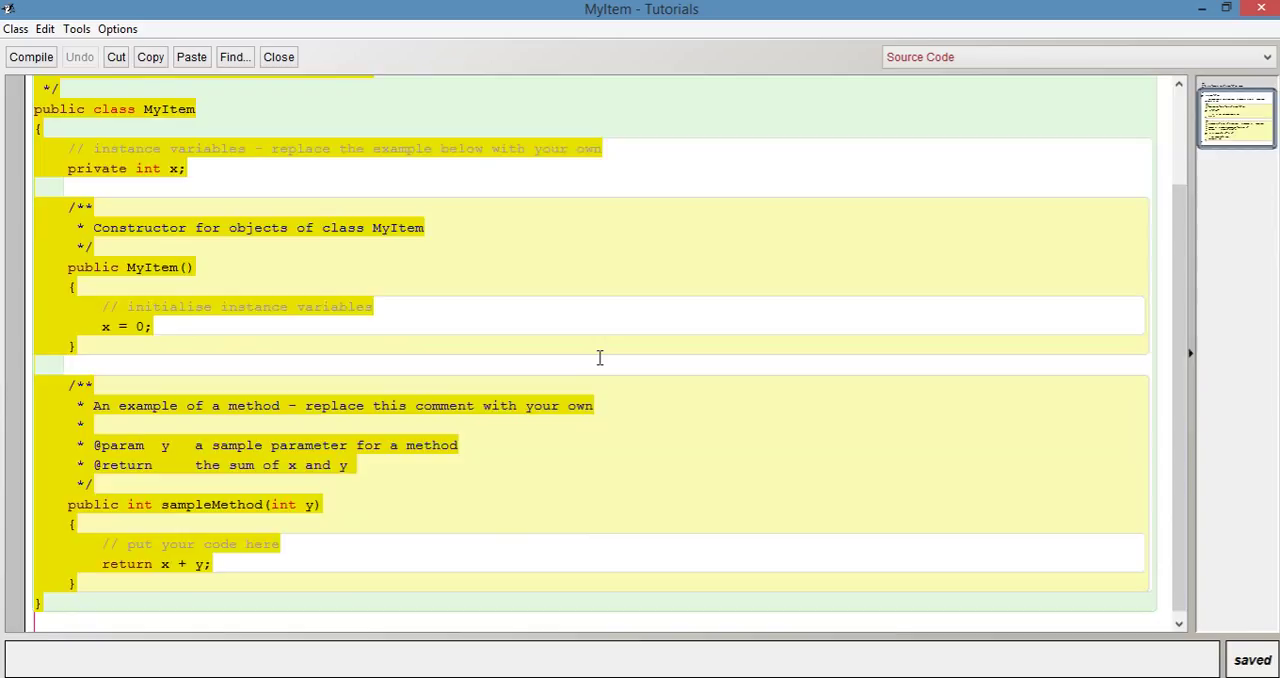 MyItem - Tutorials
Class Edit Tools Options
Compile Undo Cut Copy Paste Find... Close Source Code
*/
public class MyItem
{
// instance variables - replace the example below with your own
private int x;
/**
* Constructor for objects of class MyItem
*/
public MyItem()
{
// initialise instance variables
x = 0;
}
/**
* An example of a method - replace this comment with your own
*
* @param y a sample parameter for a method
* @return the sum of x and y
*/
public int sampleMethod(int y)
{
// put your code here
return x + y;
}
}
saved